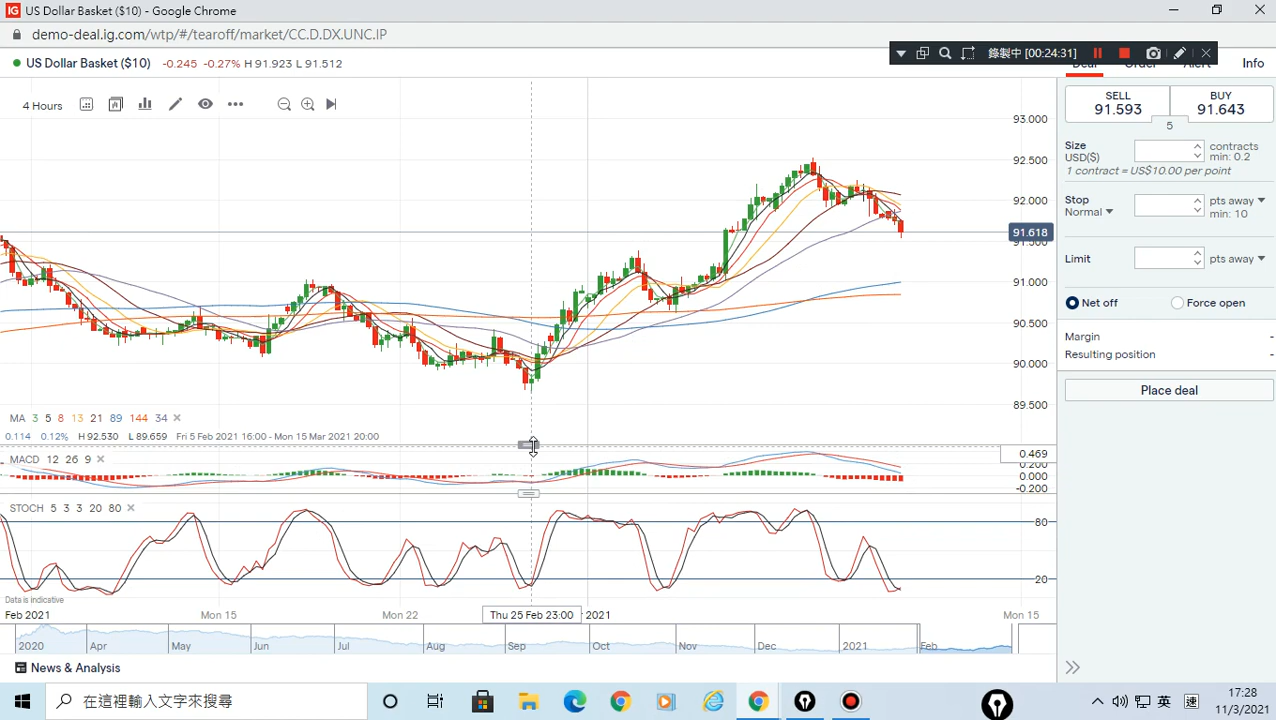 IG US Dollar Basket ($10) - Google Chrome
demo-deal.ig.com/wtp/#/tearoff/market/CC.D.DX.UNC.IP
US Dollar Basket ($10) -0.245 -0.27% H 91.923 L 91.512
錄製中 [00:24:31]
Deal Order Alert Info
4 Hours
SELL
91.593
BUY
91.643
5
Size
USD($)
contracts
min: 0.2
1 contract = US$10.00 per point
Stop
Normal
pts away
min: 10
Limit
pts away
Net off
Force open
Margin -
Resulting position -
Place deal
93.000
92.500
92.000
91.618
91.500
91.000
90.500
90.000
89.500
MA 3 5 8 13 21 89 144 34
0.114 0.12% H 92.530 L 89.659 Fri 5 Feb 2021 16:00 - Mon 15 Mar 2021 20:00
MACD 12 26 9
0.469
0.200
0.000
-0.200
STOCH 5 3 3 20 80
80
20
Data is indicative
Feb 2021 Mon 15 Mon 22 Thu 25 Feb 23:00 2021 Mon 15
2020 Apr May Jun Jul Aug Sep Oct Nov Dec 2021 Feb
News & Analysis
在這裡輸入文字來搜尋
英
17:28
11/3/2021